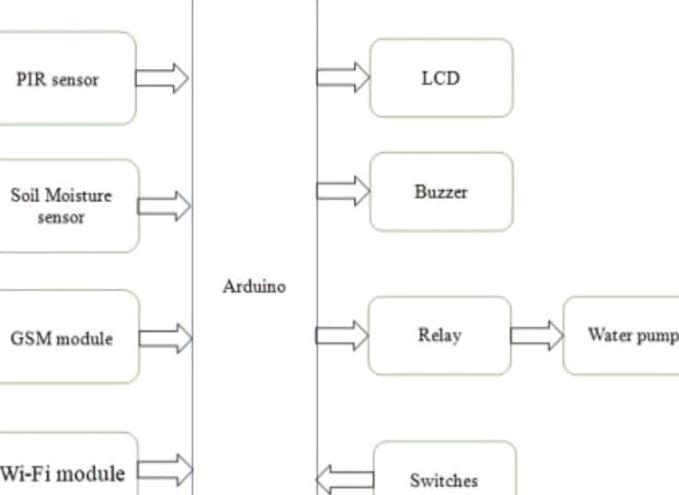 PIR sensor
LCD
Soil Moisture
sensor
Buzzer
Arduino
GSM module
Relay
Water pump
Wi-Fi module
Switches